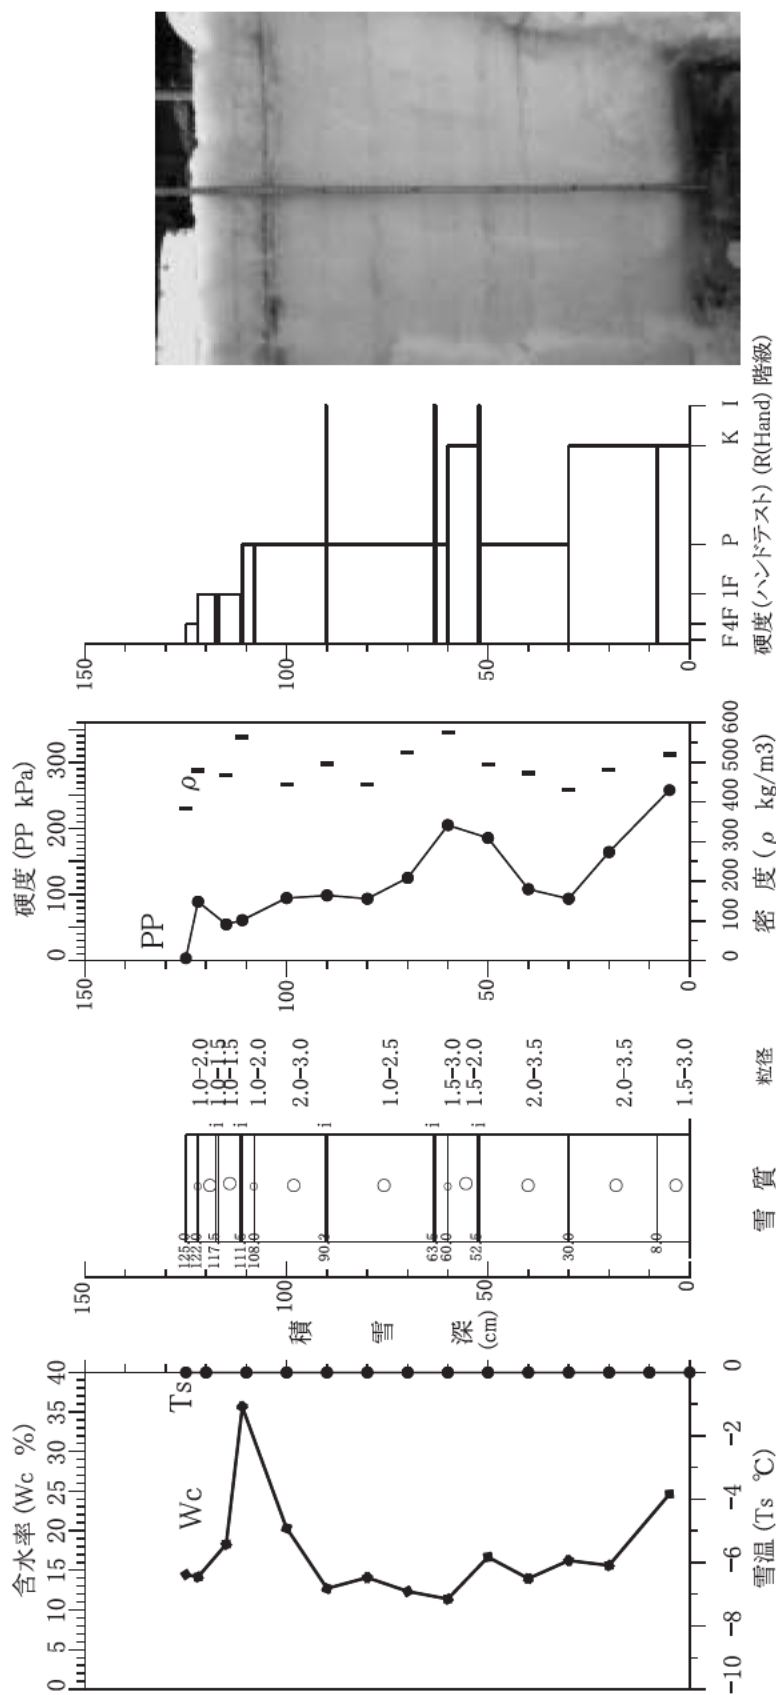 含水率 (Wc %)
0 5 10 15 20 25 30 35 40
Wc
Ts
-10 -8 -6 -4 -2 0
雪温 (Ts ℃)
150 100 50 0
積雪深
(cm)
125.0
122.0
117.5
111.5
108.0
90.2
63.5
60.0
52.5
30.0
8.0
i
i
i
i
i
雪質
1.0-2.0
1.0-1.5
1.0-1.5
1.0-2.0
2.0-3.0
1.0-2.5
1.5-3.0
1.5-2.0
2.0-3.5
2.0-3.5
1.5-3.0
粒径
硬度 (PP kPa)
0 100 200 300
PP
ρ
150 100 50 0
0 100 200 300 400 500 600
密度 (ρ kg/m3)
150 100 50 0
F 4F 1F P K I
硬度 (ハンドテスト) (R(Hand) 階級)